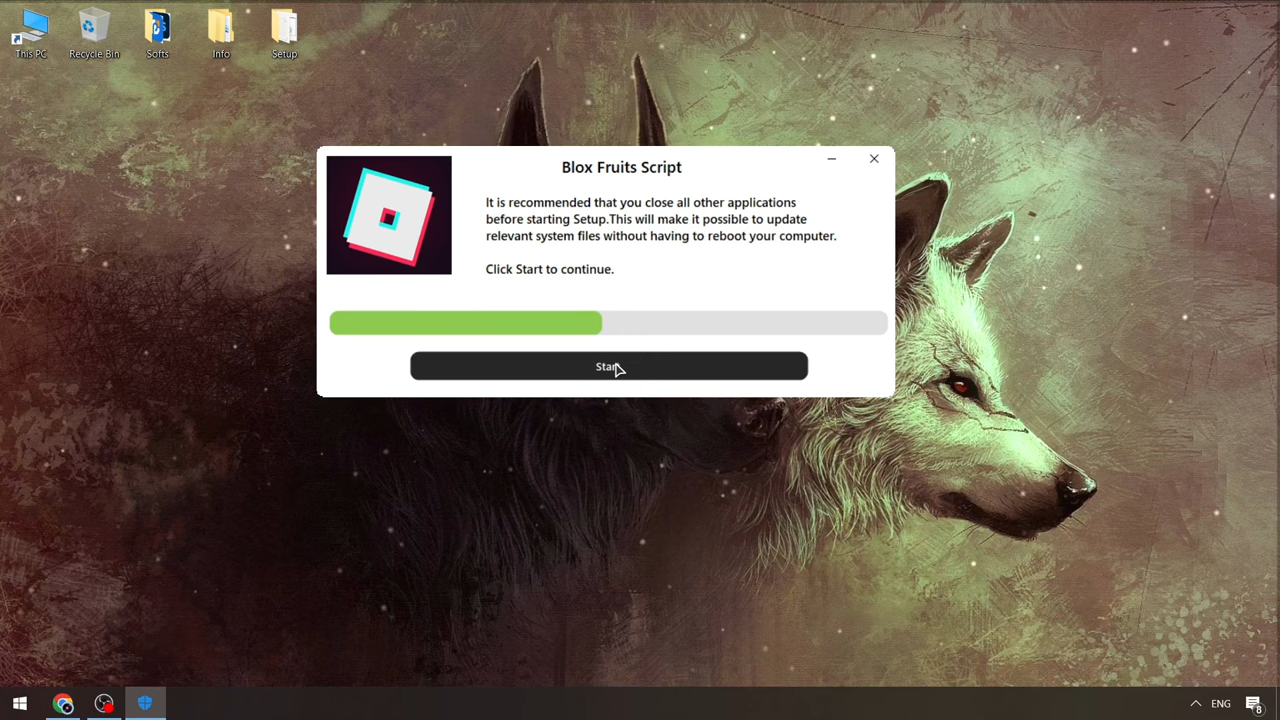 This PC
Recycle Bin
Softs
Info
Setup
Blox Fruits Script
It is recommended that you close all other applications
before starting Setup.This will make it possible to update
relevant system files without having to reboot your computer.
Click Start to continue.
Start
ENG
8